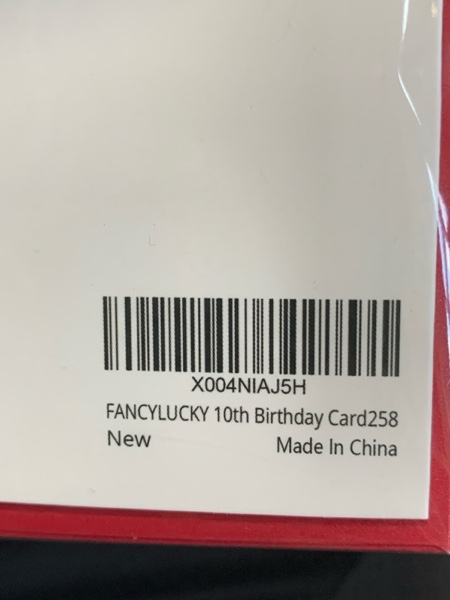 X004NIAJ5H
FANCYLUCKY 10th Birthday Card258
New
Made In China